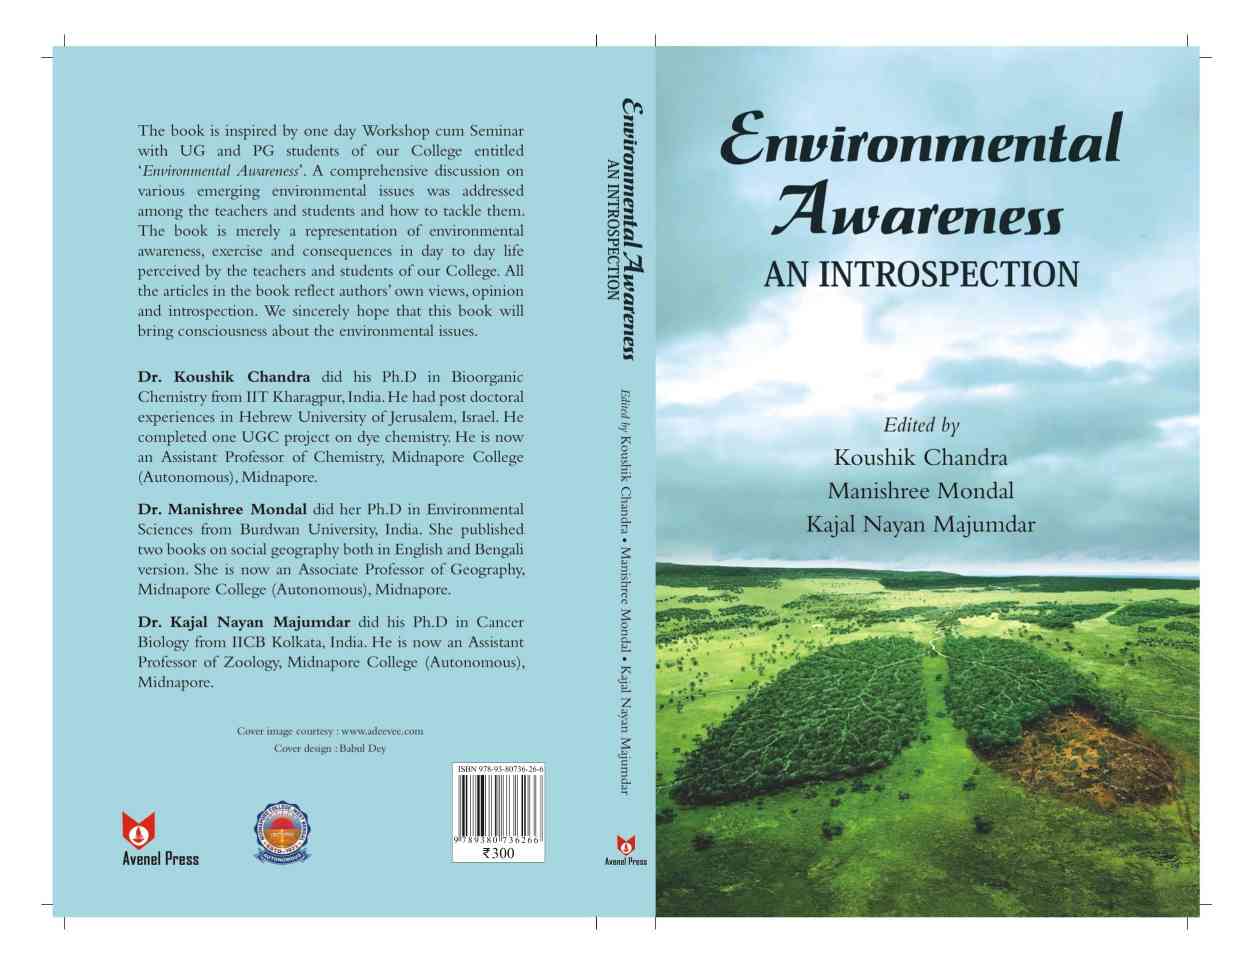 The book is inspired by one day Workshop cum Seminar
with UG and PG students of our College entitled
‘Environmental Awareness’. A comprehensive discussion on
various emerging environmental issues was addressed
among the teachers and students and how to tackle them.
The book is merely a representation of environmental
awareness, exercise and consequences in day to day life
perceived by the teachers and students of our College. All
the articles in the book reflect authors’ own views, opinion
and introspection. We sincerely hope that this book will
bring consciousness about the environmental issues.
Dr. Koushik Chandra did his Ph.D in Bioorganic
Chemistry from IIT Kharagpur, India. He had post doctoral
experiences in Hebrew University of Jerusalem, Israel. He
completed one UGC project on dye chemistry. He is now
an Assistant Professor of Chemistry, Midnapore College
(Autonomous), Midnapore.
Dr. Manishree Mondal did her Ph.D in Environmental
Sciences from Burdwan University, India. She published
two books on social geography both in English and Bengali
version. She is now an Associate Professor of Geography,
Midnapore College (Autonomous), Midnapore.
Dr. Kajal Nayan Majumdar did his Ph.D in Cancer
Biology from IICB Kolkata, India. He is now an Assistant
Professor of Zoology, Midnapore College (Autonomous),
Midnapore.
Cover image courtesy : www.adeevee.com
Cover design : Babul Dey
Avenel Press
AUTONOMOUS
ISBN 978-93-80736-26-6
9 789380 736266
₹300
Environmental Awareness
AN INTROSPECTION
Edited by Koushik Chandra • Manishree Mondal • Kajal Nayan Majumdar
Avenel Press
Environmental
Awareness
AN INTROSPECTION
Edited by
Koushik Chandra
Manishree Mondal
Kajal Nayan Majumdar